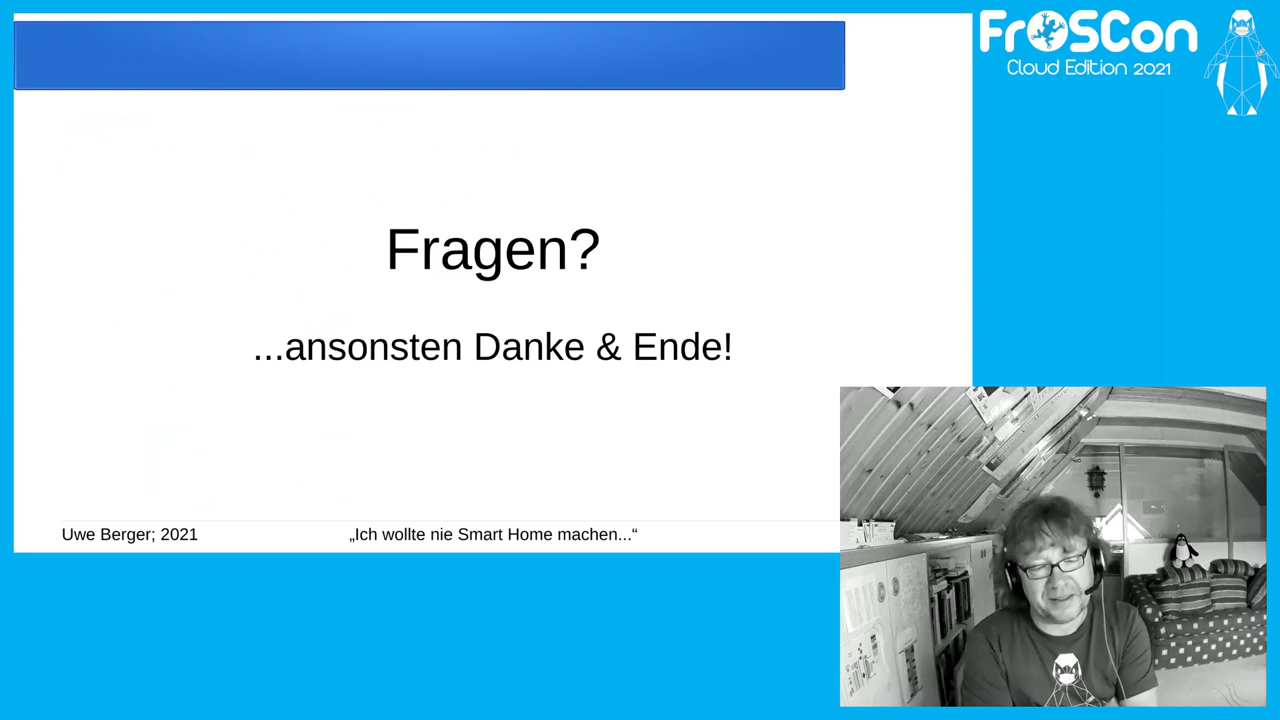 FrOSCon
Cloud Edition 2021
Fragen?
...ansonsten Danke & Ende!
Uwe Berger; 2021
„Ich wollte nie Smart Home machen...“